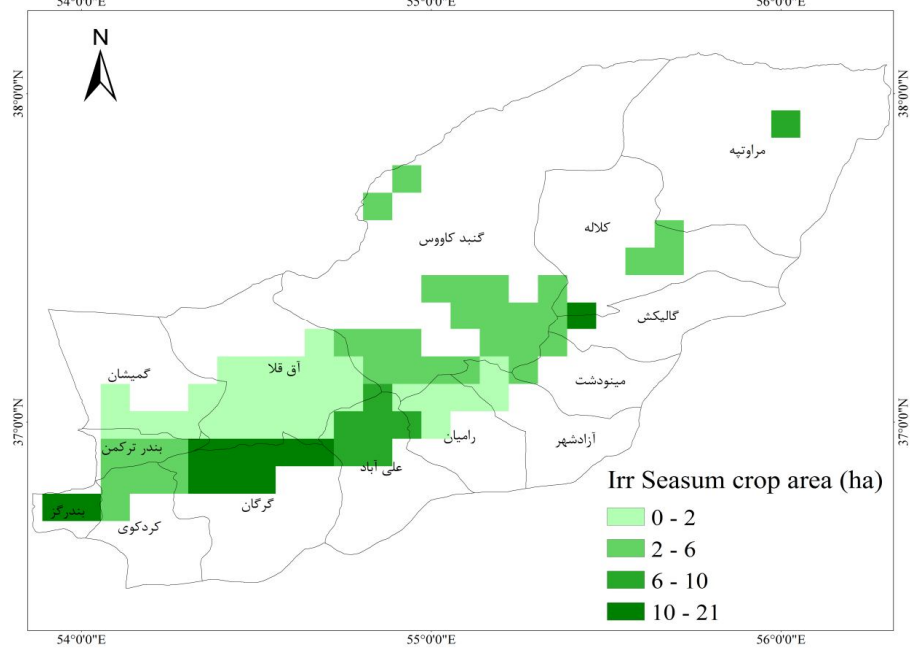 54°0'0"E 55°0'0"E 56°0'0"E
N
38°0'0"N 38°0'0"N
مراوتپه
کلاله
گنبد کاووس
گالیکش
آق قلا
گمیشان
مینودشت
37°0'0"N 37°0'0"N
رامیان
آزادشهر
بندر ترکمن
علی آباد
گرگان
بندرگز
کردکوی
Irr Seasum crop area (ha)
0 - 2
2 - 6
6 - 10
10 - 21
54°0'0"E 55°0'0"E 56°0'0"E